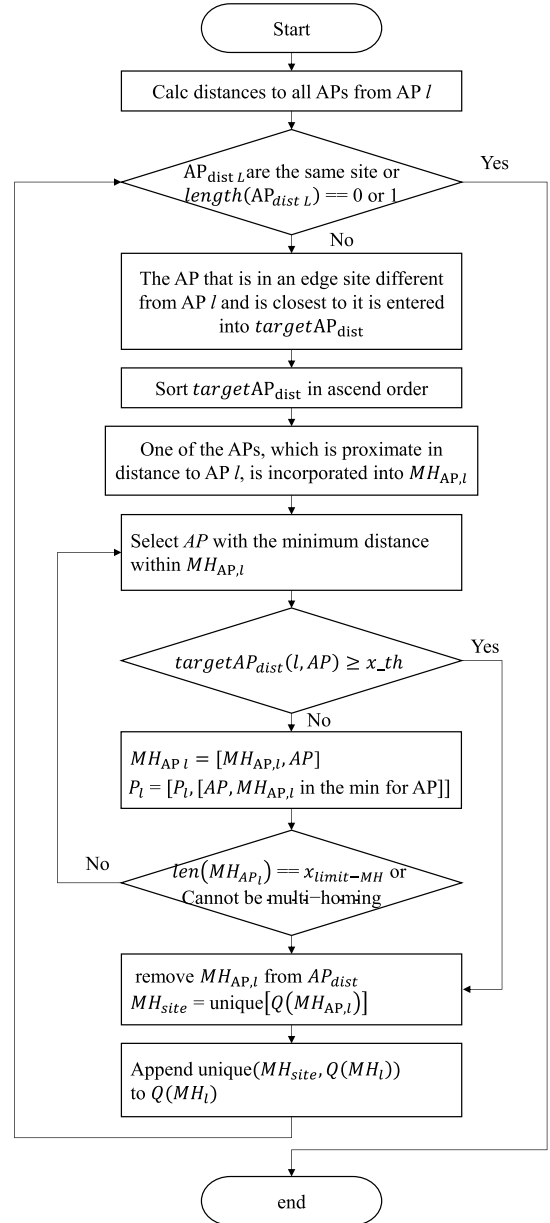 Start
Calc distances to all APs from AP l
AP_dist L are the same site or
length(AP_dist L) == 0 or 1
Yes
No
The AP that is in an edge site different
from AP l and is closest to it is entered
into targetAP_dist
Sort targetAP_dist in ascend order
One of the APs, which is proximate in
distance to AP l, is incorporated into MH_AP,l
Select AP with the minimum distance
within MH_AP,l
Yes
targetAP_dist(l, AP) ≥ x_th
No
MH_AP l = [MH_AP,l, AP]
P_l = [P_l, [AP, MH_AP,l in the min for AP]]
No
len(MH_AP_l) == x_limit−MH or
Cannot be multi−homing
remove MH_AP,l from AP_dist
MH_site = unique[Q(MH_AP,l)]
Append unique(MH_site, Q(MH_l))
to Q(MH_l)
end